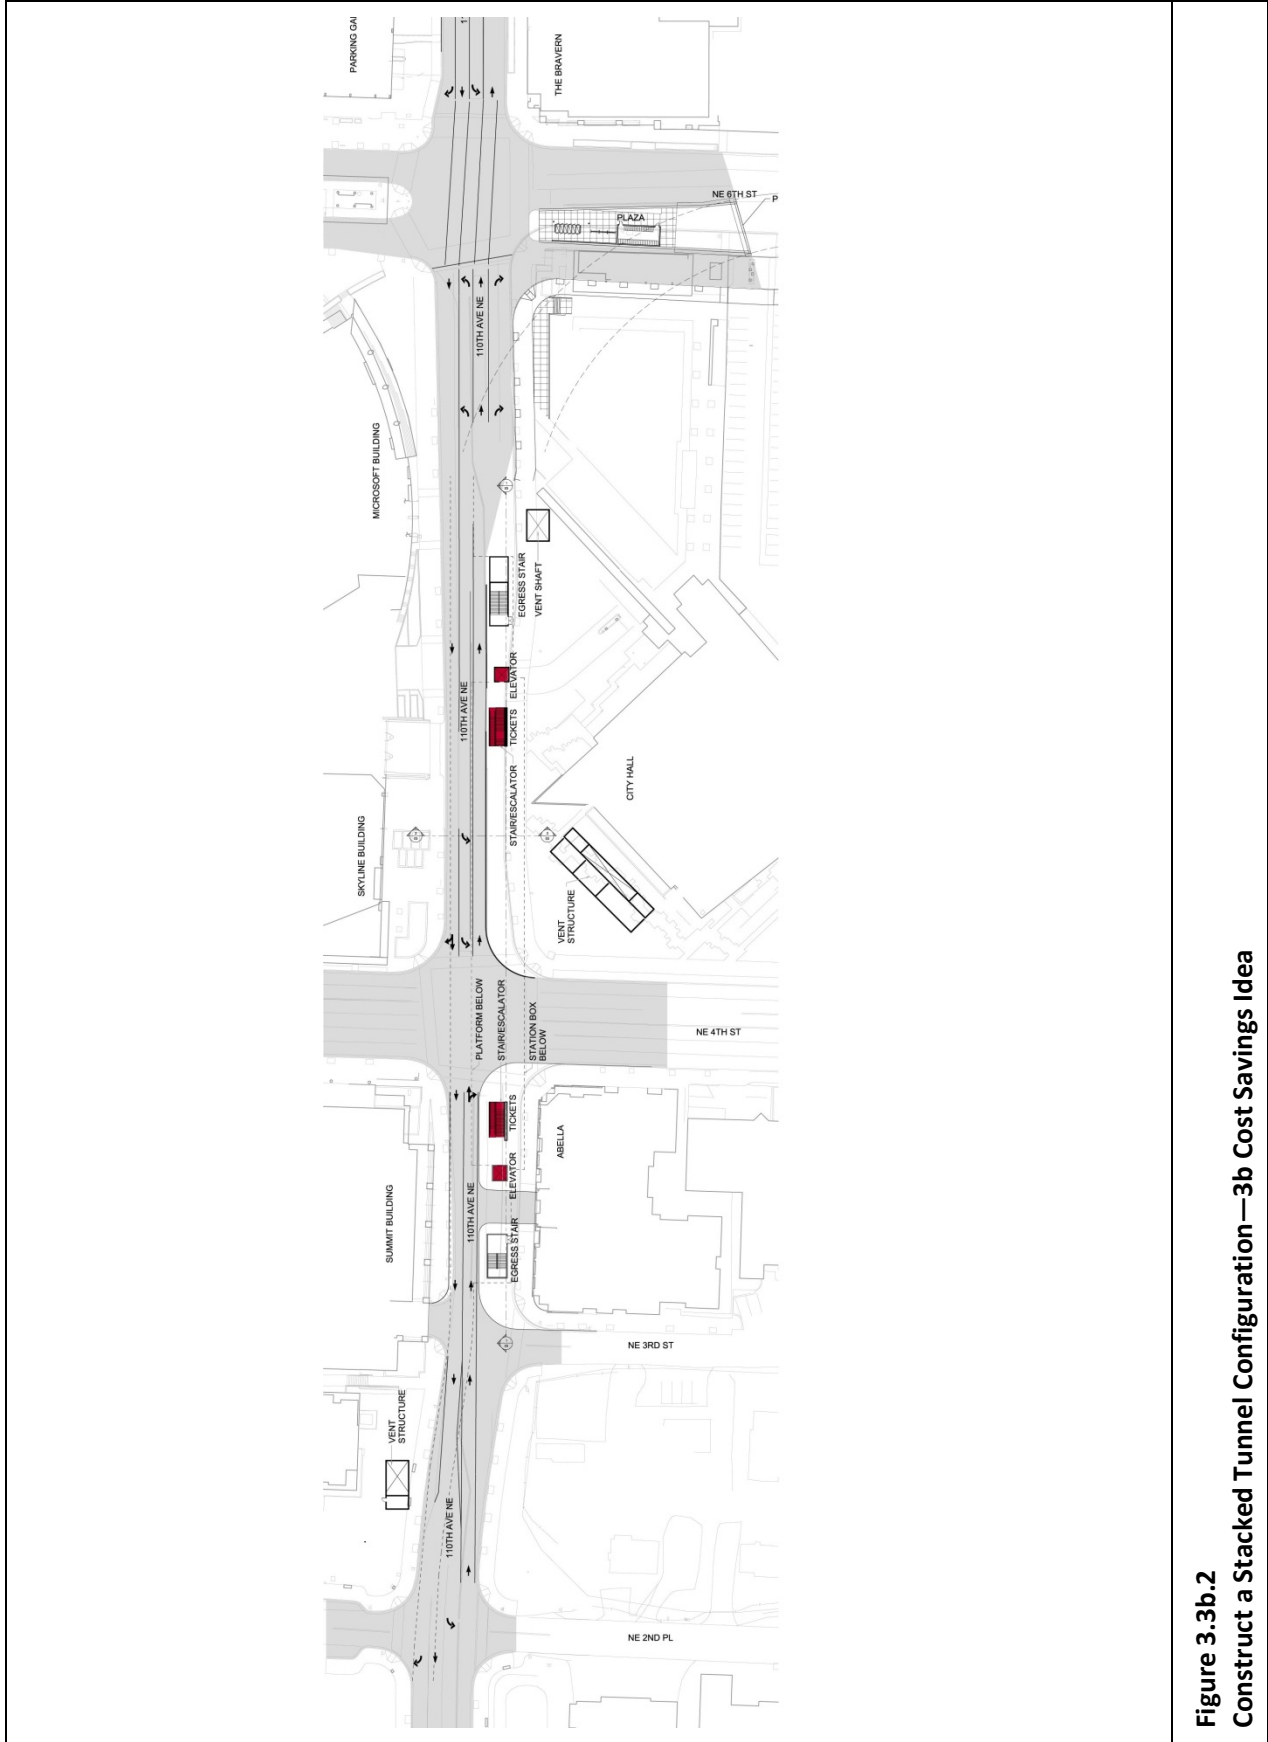 PARKING GA
THE BRAVERN
NE 6TH ST
P
PLAZA
110TH AVE NE
MICROSOFT BUILDING
EGRESS STAIR
VENT SHAFT
ELEVATOR
110TH AVE NE
TICKETS
STAIR/ESCALATOR
CITY HALL
SKYLINE BUILDING
VENT
STRUCTURE
PLATFORM BELOW
STAIR/ESCALATOR
STATION BOX
BELOW
NE 4TH ST
TICKETS
ABELLA
ELEVATOR
SUMMIT BUILDING
110TH AVE NE
EGRESS STAIR
NE 3RD ST
VENT
STRUCTURE
110TH AVE NE
NE 2ND PL
Figure 3.3b.2
Construct a Stacked Tunnel Configuration—3b Cost Savings Idea